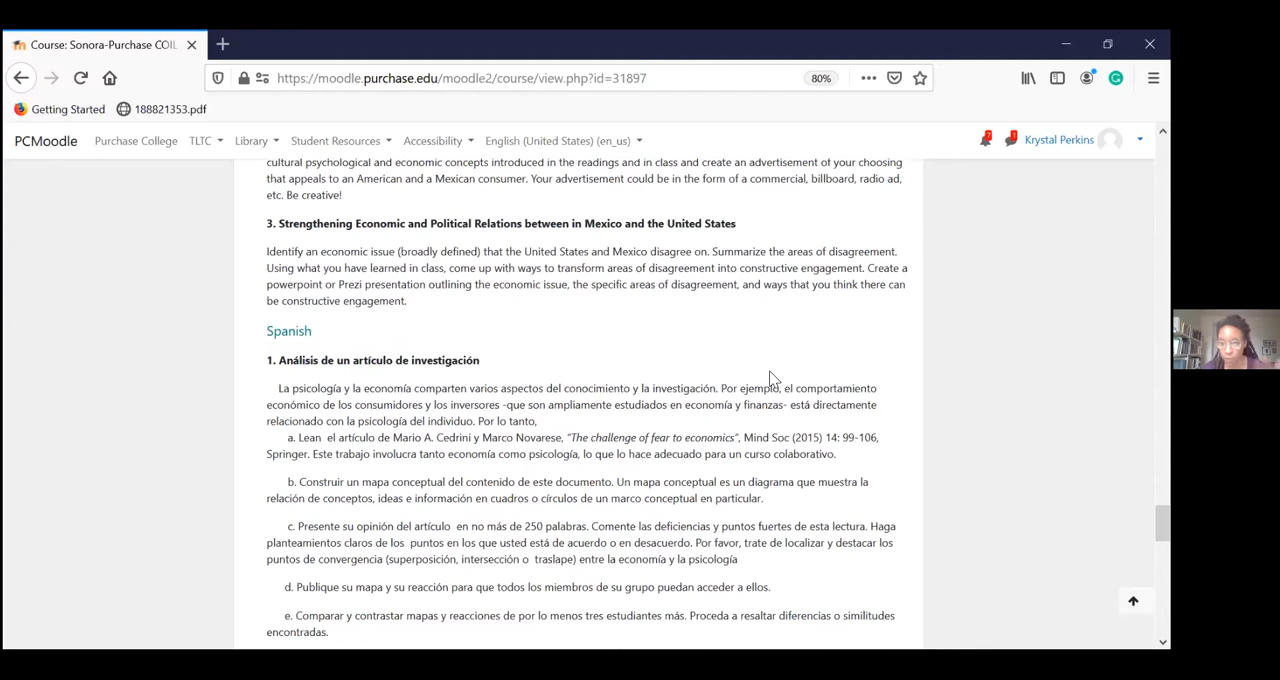 Course: Sonora-Purchase COIL
https://moodle.purchase.edu/moodle2/course/view.php?id=31897
80%
Getting Started
188821353.pdf
PCMoodle
Purchase College
TLTC
Library
Student Resources
Accessibility
English (United States) (en_us)
7
1
Krystal Perkins
cultural psychological and economic concepts introduced in the readings and in class and create an advertisement of your choosing
that appeals to an American and a Mexican consumer. Your advertisement could be in the form of a commercial, billboard, radio ad,
etc. Be creative!
3. Strengthening Economic and Political Relations between in Mexico and the United States
Identify an economic issue (broadly defined) that the United States and Mexico disagree on. Summarize the areas of disagreement.
Using what you have learned in class, come up with ways to transform areas of disagreement into constructive engagement. Create a
powerpoint or Prezi presentation outlining the economic issue, the specific areas of disagreement, and ways that you think there can
be constructive engagement.
Spanish
1. Análisis de un artículo de investigación
La psicología y la economía comparten varios aspectos del conocimiento y la investigación. Por ejemplo, el comportamiento
económico de los consumidores y los inversores -que son ampliamente estudiados en economía y finanzas- está directamente
relacionado con la psicología del individuo. Por lo tanto,
a. Lean el artículo de Mario A. Cedrini y Marco Novarese, "The challenge of fear to economics", Mind Soc (2015) 14: 99-106,
Springer. Este trabajo involucra tanto economía como psicología, lo que lo hace adecuado para un curso colaborativo.
b. Construir un mapa conceptual del contenido de este documento. Un mapa conceptual es un diagrama que muestra la
relación de conceptos, ideas e información en cuadros o círculos de un marco conceptual en particular.
c. Presente su opinión del artículo en no más de 250 palabras. Comente las deficiencias y puntos fuertes de esta lectura. Haga
planteamientos claros de los puntos en los que usted está de acuerdo o en desacuerdo. Por favor, trate de localizar y destacar los
puntos de convergencia (superposición, intersección o traslape) entre la economía y la psicología
d. Publique su mapa y su reacción para que todos los miembros de su grupo puedan acceder a ellos.
e. Comparar y contrastar mapas y reacciones de por lo menos tres estudiantes más. Proceda a resaltar diferencias o similitudes
encontradas.